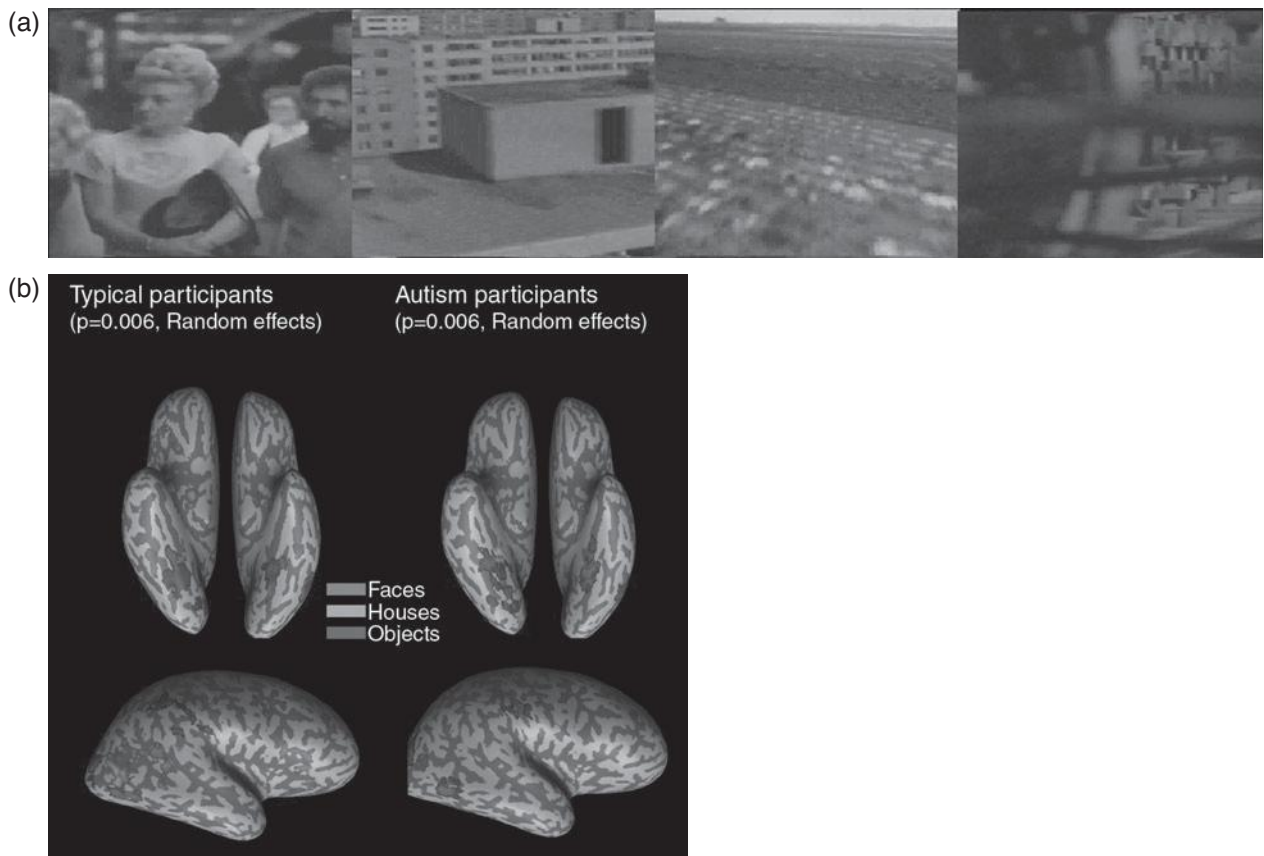 (a)
(b)
Typical participants
(p=0.006, Random effects)
Autism participants
(p=0.006, Random effects)
Faces
Houses
Objects